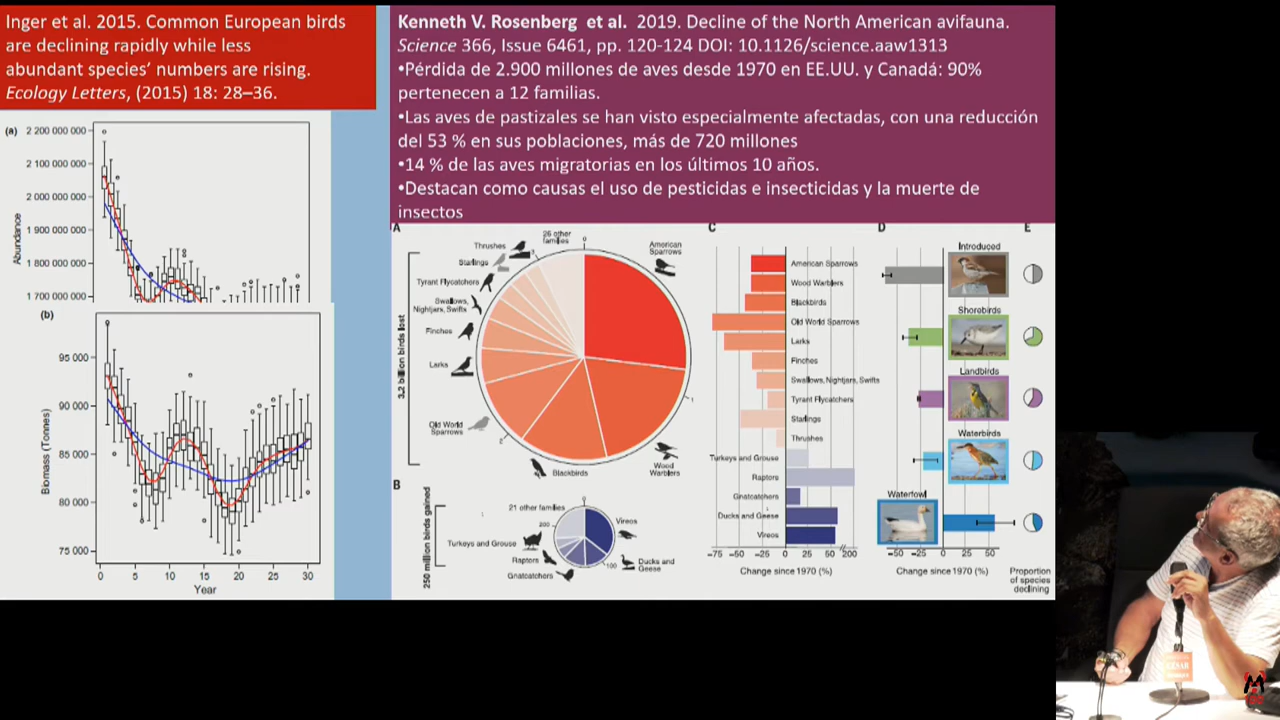 Inger et al. 2015. Common European birds
are declining rapidly while less
abundant species’ numbers are rising.
Ecology Letters, (2015) 18: 28–36.
Kenneth V. Rosenberg et al. 2019. Decline of the North American avifauna.
Science 366, Issue 6461, pp. 120-124 DOI: 10.1126/science.aaw1313
•Pérdida de 2.900 millones de aves desde 1970 en EE.UU. y Canadá: 90%
pertenecen a 12 familias.
•Las aves de pastizales se han visto especialmente afectadas, con una reducción
del 53 % en sus poblaciones, más de 720 millones
•14 % de las aves migratorias en los últimos 10 años.
•Destacan como causas el uso de pesticidas e insecticidas y la muerte de
insectos
(a)
2 200 000 000
2 100 000 000
2 000 000 000
1 900 000 000
1 800 000 000
1 700 000 000
Abundance
(b)
95 000
90 000
85 000
80 000
75 000
Biomass (Tonnes)
0 5 10 15 20 25 30
Year
A
3.2 billion birds lost
0
American
Sparrows
1
Wood
Warblers
Blackbirds
2
Old World
Sparrows
Larks
Finches
Swallows,
Nightjars, Swifts
Tyrant Flycatchers
Starlings
Thrushes
3
26 other
families
B
250 million birds gained
0
21 other families
200
Turkeys and Grouse
Raptors
Gnatcatchers
Vireos
100
Ducks and
Geese
C
American Sparrows
Wood Warblers
Blackbirds
Old World Sparrows
Larks
Finches
Swallows, Nightjars, Swifts
Tyrant Flycatchers
Starlings
Thrushes
Turkeys and Grouse
Raptors
Gnatcatchers
Ducks and Geese
Vireos
−75 −50 −25 0 25 50 200
Change since 1970 (%)
D
Introduced
Shorebirds
Landbirds
Waterbirds
Waterfowl
−50 −25 0 25 50
Change since 1970 (%)
E
Proportion
of species
declining
CÉSAR